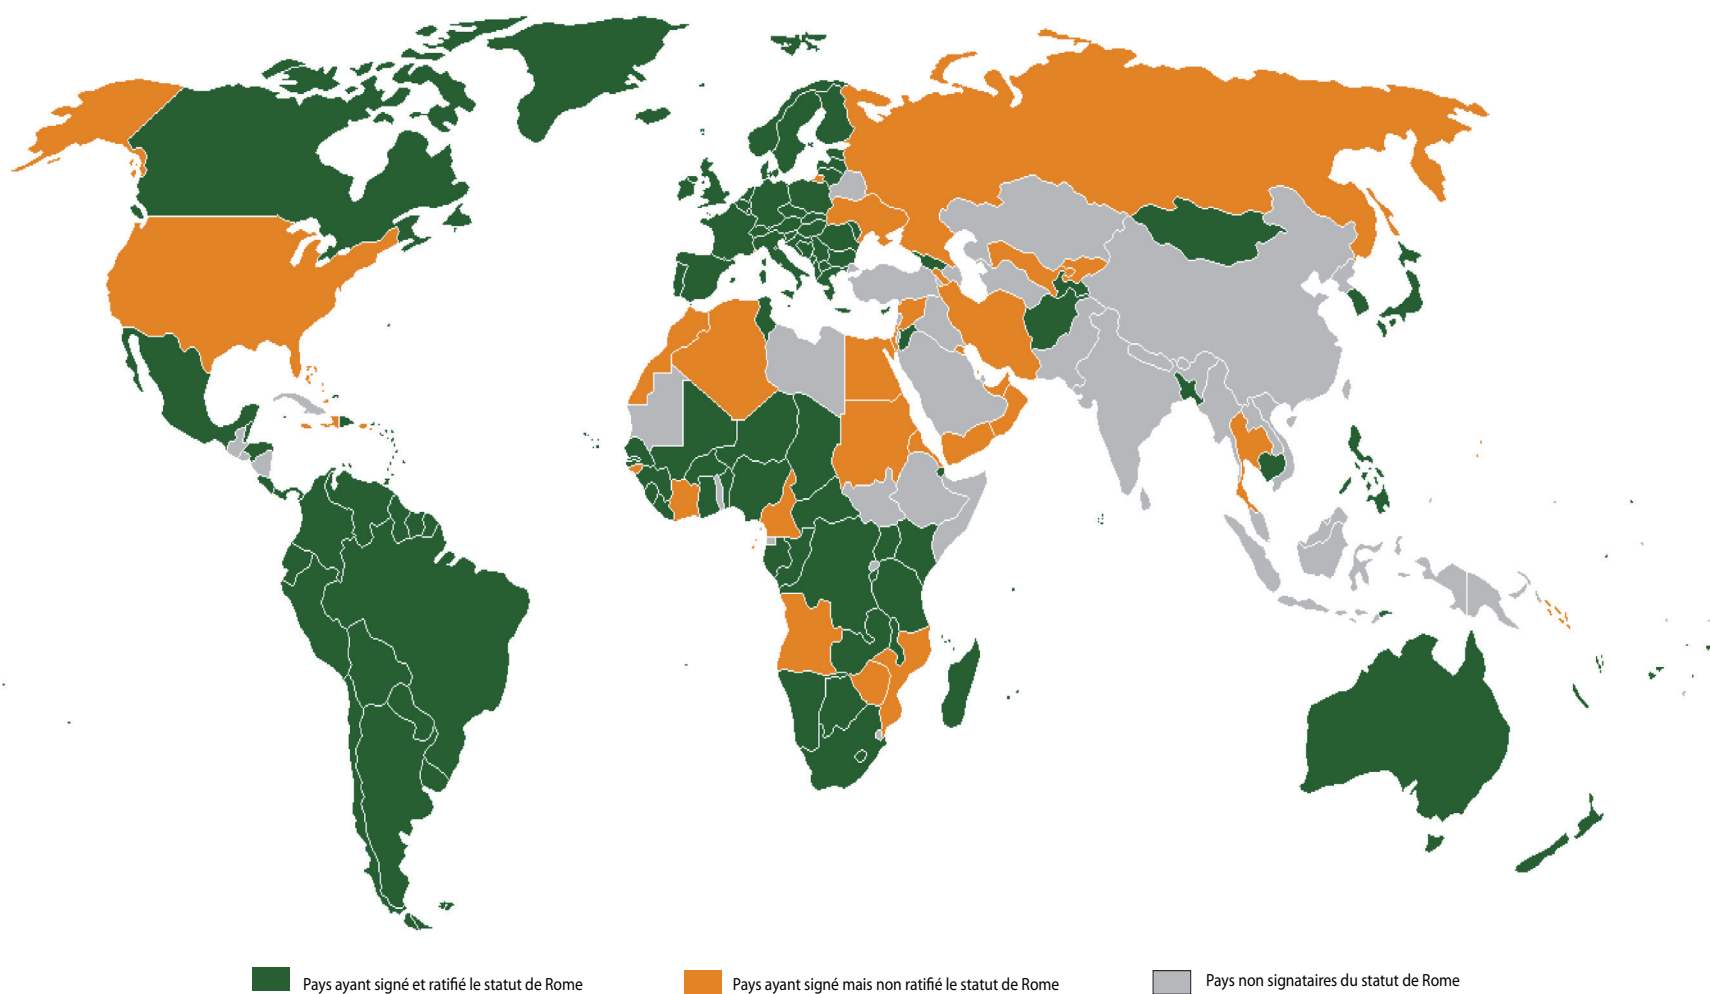 Pays ayant signé et ratifié le statut de Rome
Pays ayant signé mais non ratifié le statut de Rome
Pays non signataires du statut de Rome